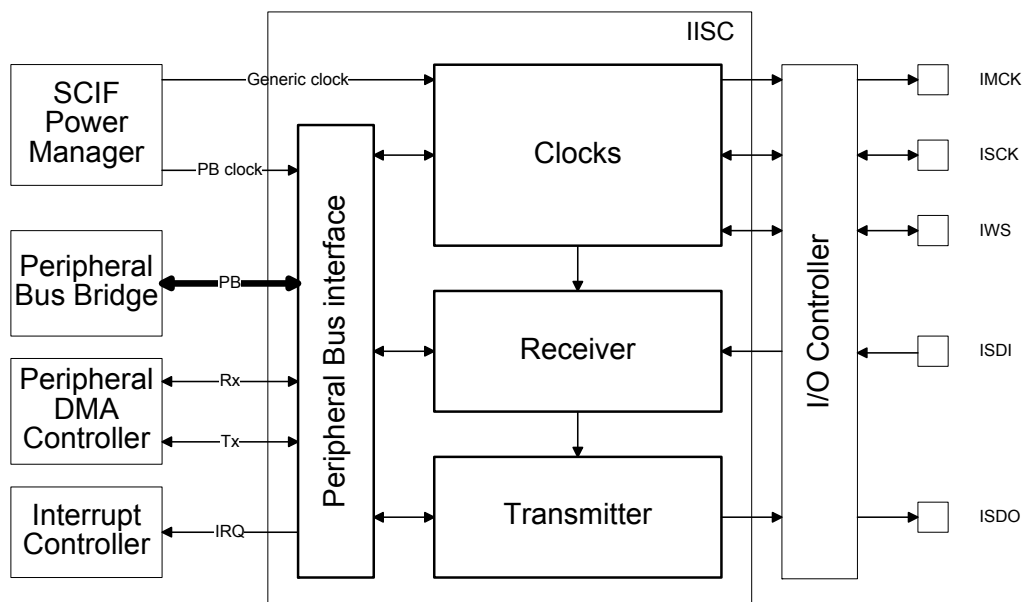 IISC
SCIF
Power
Manager
Generic clock
PB clock
Clocks
IMCK
ISCK
IWS
Peripheral
Bus Bridge
PB
Peripheral Bus interface
Receiver
I/O Controller
ISDI
Peripheral
DMA
Controller
Rx
Tx
Interrupt
Controller
IRQ
Transmitter
ISDO